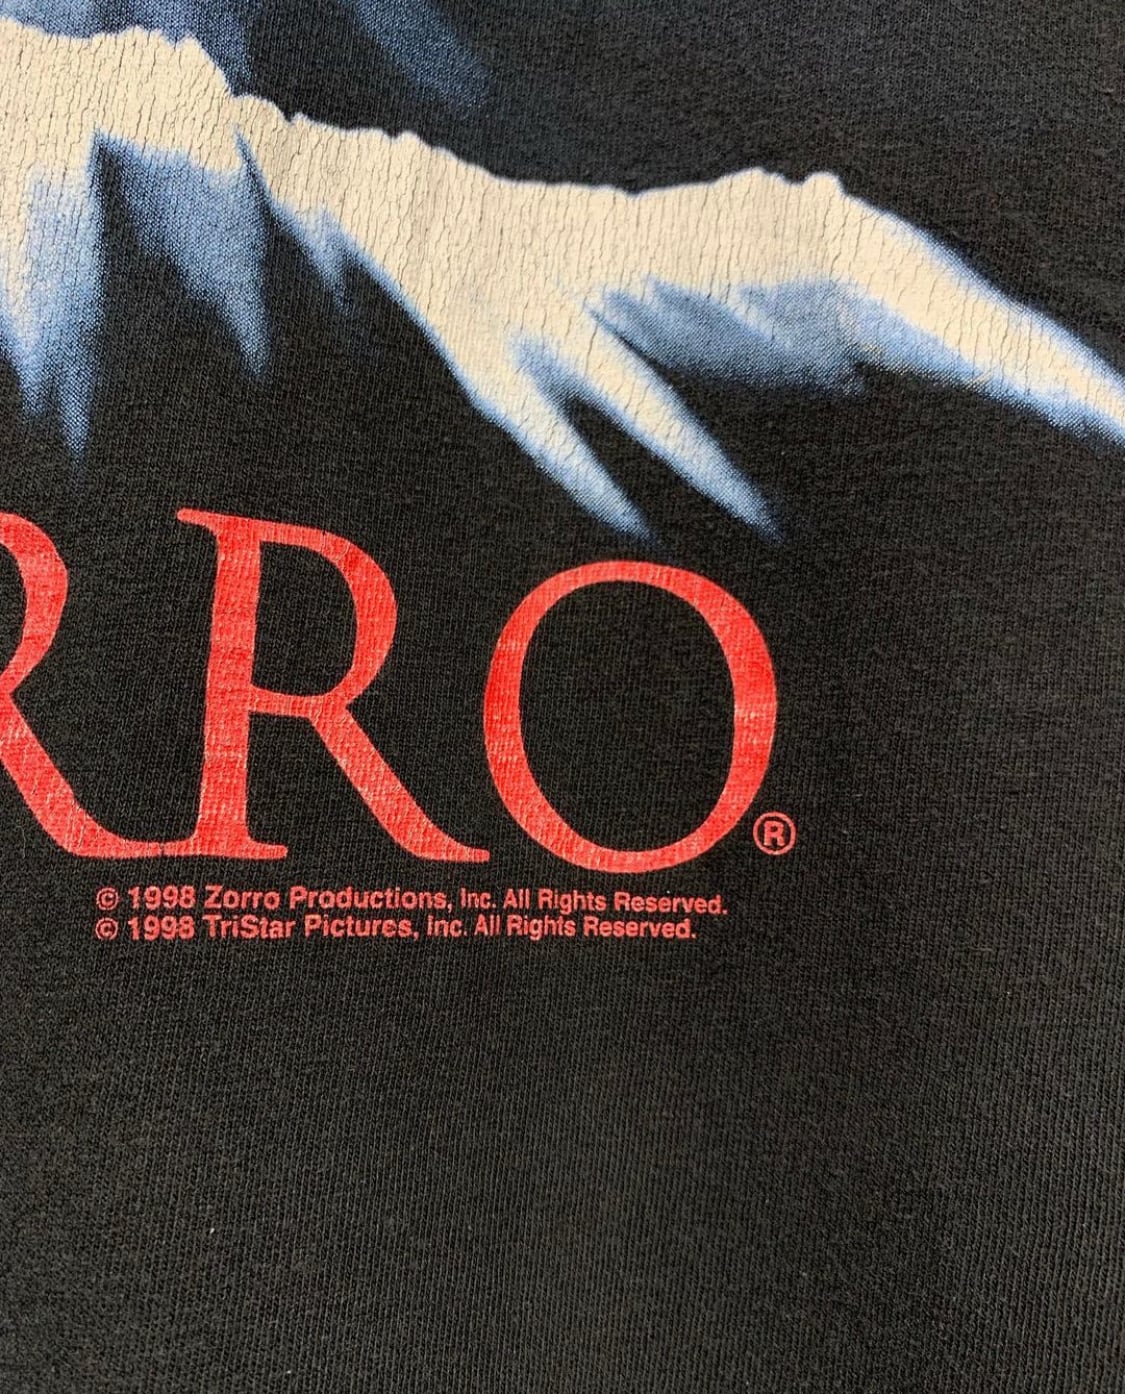 RRO®
© 1998 Zorro Productions, Inc. All Rights Reserved.
© 1998 TriStar Pictures, Inc. All Rights Reserved.